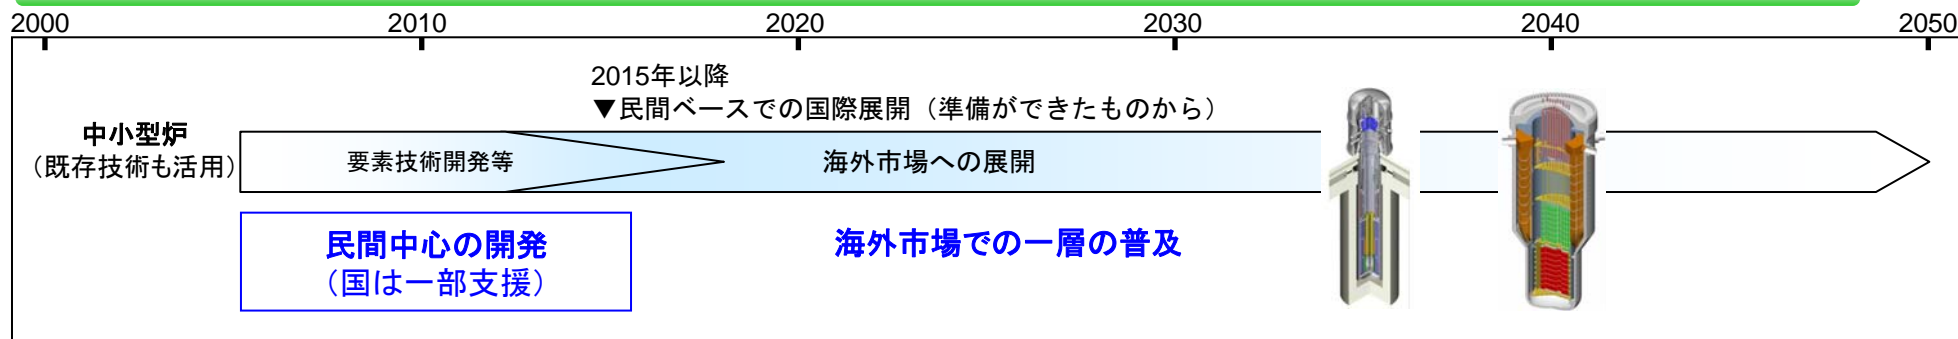 2000 2010 2020 2030 2040 2050
2015年以降
▼民間ベースでの国際展開（準備ができたものから）
中小型炉
（既存技術も活用）
要素技術開発等
海外市場への展開
民間中心の開発
（国は一部支援）
海外市場での一層の普及